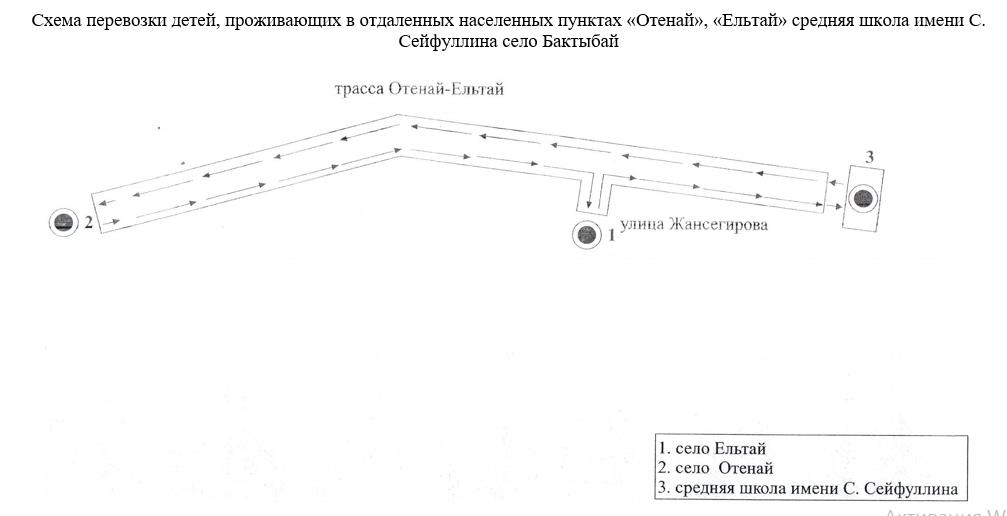 Схема перевозки детей, проживающих в отдаленных населенных пунктах «Отенай», «Ельтай» средняя школа имени С.
Сейфуллина село Бактыбай
трасса Отенай-Ельтай
3
2
1
улица Жансегирова
1. село Ельтай
2. село Отенай
3. средняя школа имени С. Сейфуллина